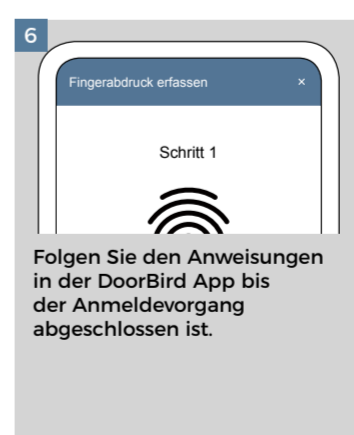 6
Fingerabdruck erfassen ×
Schritt 1
Folgen Sie den Anweisungen
in der DoorBird App bis
der Anmeldevorgang
abgeschlossen ist.